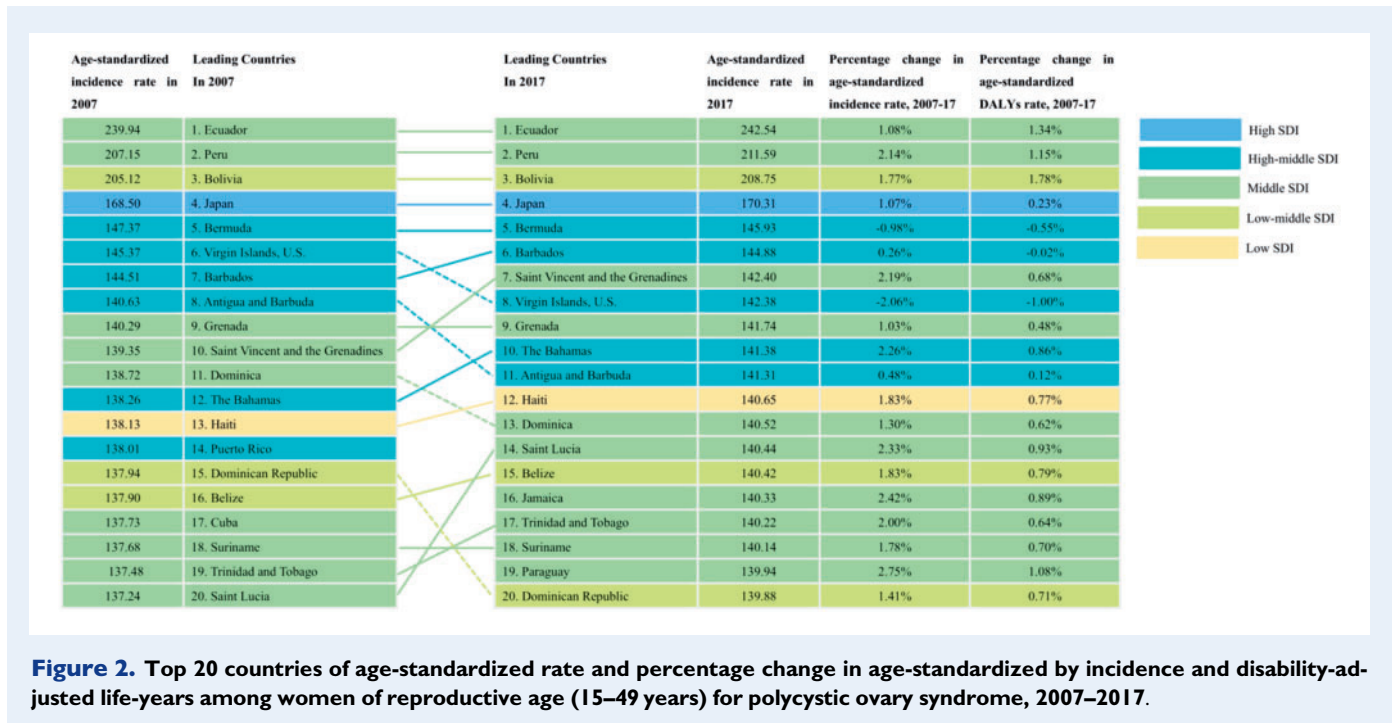 Age-standardized Leading Countries Leading Countries Age-standardized Percentage change in Percentage change in
incidence rate in In 2007 In 2017 incidence rate in age-standardized age-standardized
2007 2017 incidence rate, 2007-17 DALYs rate, 2007-17
239.94 1. Ecuador 1. Ecuador 242.54 1.08% 1.34% High SDI
207.15 2. Peru 2. Peru 211.59 2.14% 1.15% High-middle SDI
205.12 3. Bolivia 3. Bolivia 208.75 1.77% 1.78% Middle SDI
168.50 4. Japan 4. Japan 170.31 1.07% 0.23% Low-middle SDI
147.37 5. Bermuda 5. Bermuda 145.93 -0.98% -0.55% Low SDI
145.37 6. Virgin Islands, U.S. 6. Barbados 144.88 0.26% -0.02%
144.51 7. Barbados 7. Saint Vincent and the Grenadines 142.40 2.19% 0.68%
140.63 8. Antigua and Barbuda 8. Virgin Islands, U.S. 142.38 -2.06% -1.00%
140.29 9. Grenada 9. Grenada 141.74 1.03% 0.48%
139.35 10. Saint Vincent and the Grenadines 10. The Bahamas 141.38 2.26% 0.86%
138.72 11. Dominica 11. Antigua and Barbuda 141.31 0.48% 0.12%
138.26 12. The Bahamas 12. Haiti 140.65 1.83% 0.77%
138.13 13. Haiti 13. Dominica 140.52 1.30% 0.62%
138.01 14. Puerto Rico 14. Saint Lucia 140.44 2.33% 0.93%
137.94 15. Dominican Republic 15. Belize 140.42 1.83% 0.79%
137.90 16. Belize 16. Jamaica 140.33 2.42% 0.89%
137.73 17. Cuba 17. Trinidad and Tobago 140.22 2.00% 0.64%
137.68 18. Suriname 18. Suriname 140.14 1.78% 0.70%
137.48 19. Trinidad and Tobago 19. Paraguay 139.94 2.75% 1.08%
137.24 20. Saint Lucia 20. Dominican Republic 139.88 1.41% 0.71%
Figure 2. Top 20 countries of age-standardized rate and percentage change in age-standardized by incidence and disability-ad-
justed life-years among women of reproductive age (15–49 years) for polycystic ovary syndrome, 2007–2017.